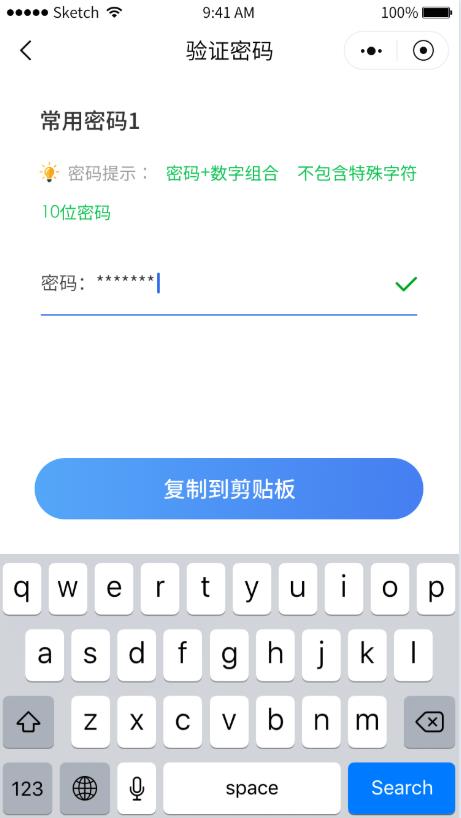 Sketch 9:41 AM 100%
验证密码
常用密码1
密码提示： 密码+数字组合 不包含特殊字符
10位密码
密码：*******
复制到剪贴板
q w e r t y u i o p
a s d f g h j k l
z x c v b n m
123 space Search